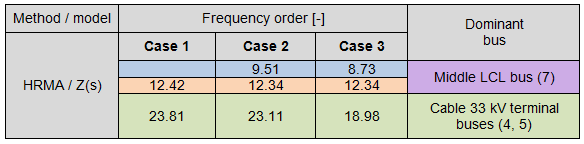 Method / model
Frequency order [-]
Dominant
bus
Case 1
Case 2
Case 3
HRMA / Z(s)
9.51
8.73
Middle LCL bus (7)
12.42
12.34
12.34
23.81
23.11
18.98
Cable 33 kV terminal
buses (4, 5)